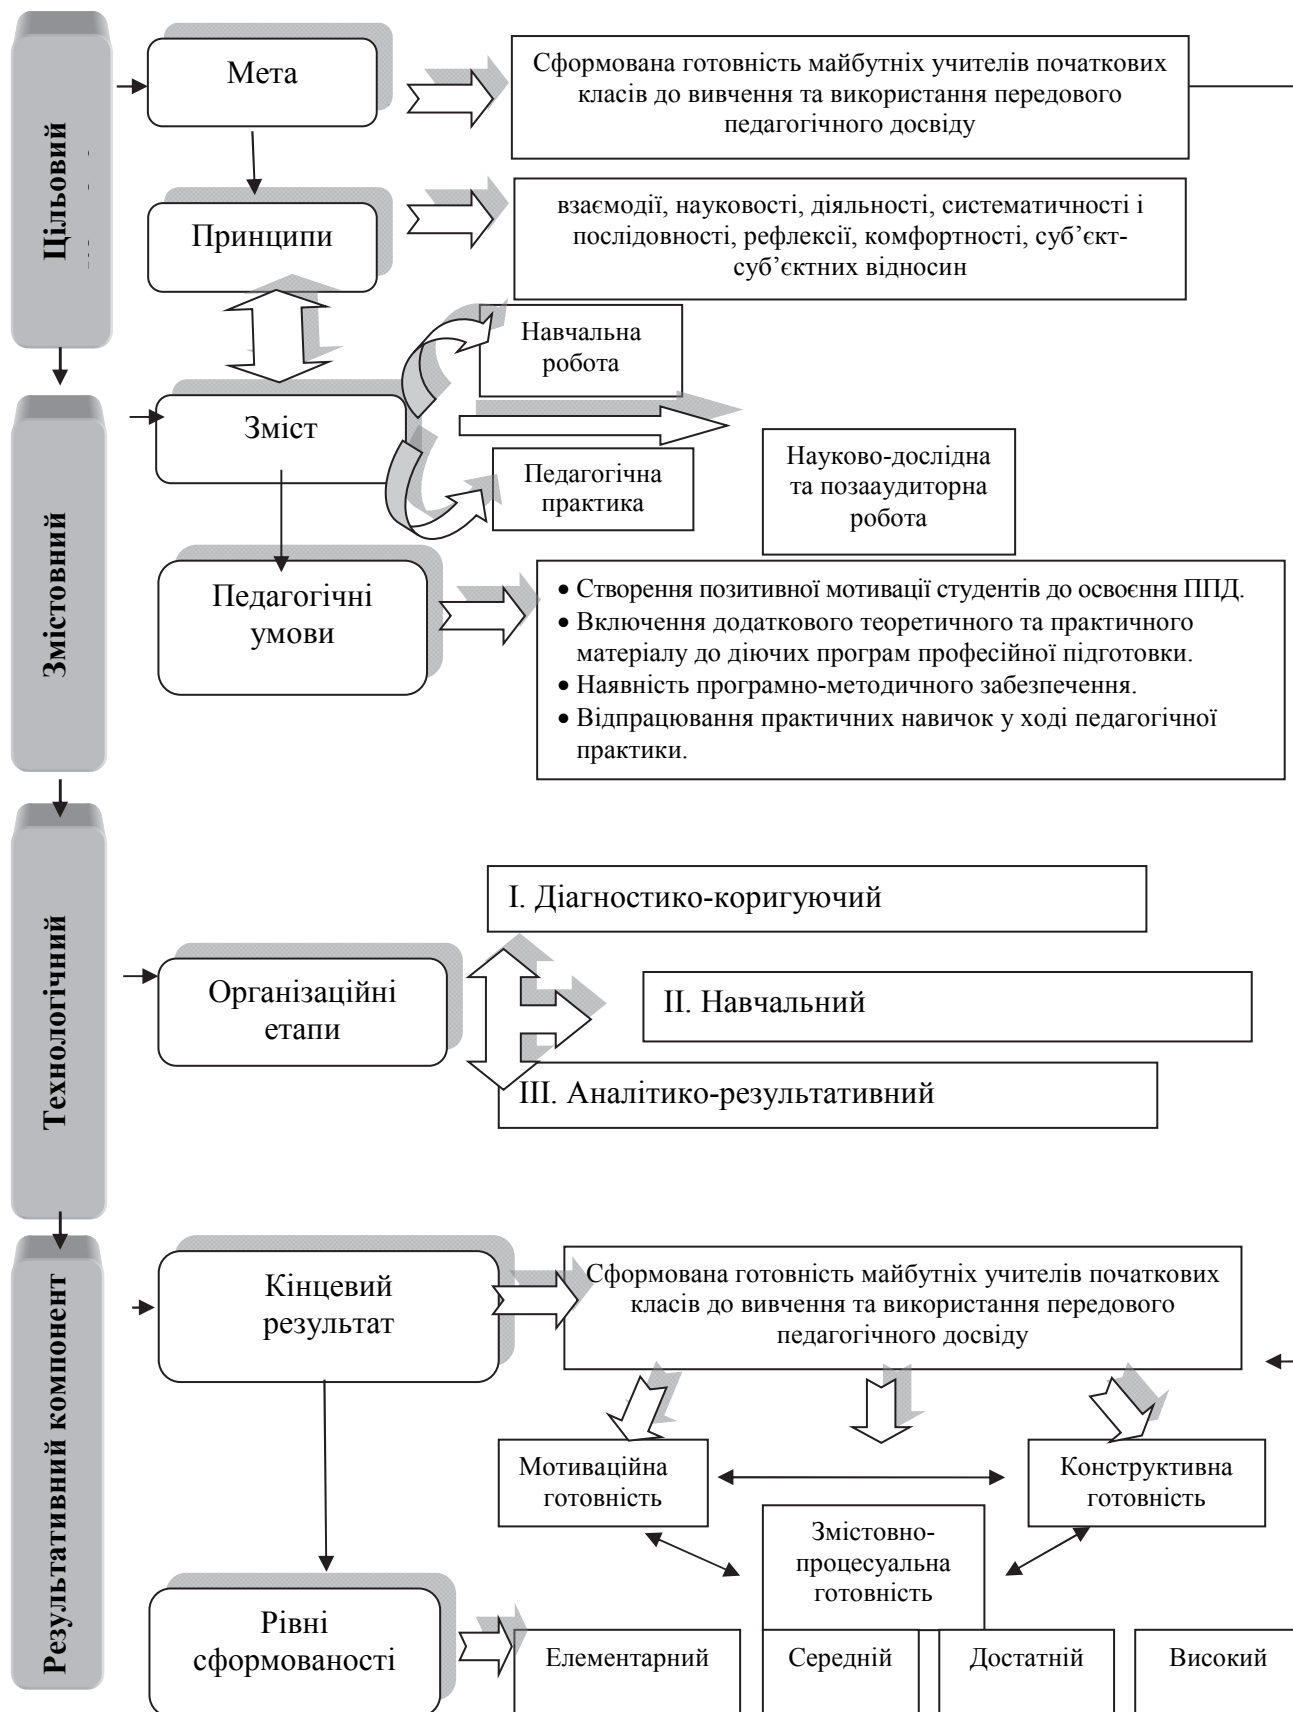 Цільовий
Мета
Сформована готовність майбутніх учителів початкових
класів до вивчення та використання передового
педагогічного досвіду
Принципи
взаємодії, науковості, діяльності, систематичності і
послідовності, рефлексії, комфортності, суб’єкт-
суб’єктних відносин
Змістовний
Зміст
Навчальна
робота
Педагогічна
практика
Науково-дослідна
та позааудиторна
робота
Педагогічні
умови
• Створення позитивної мотивації студентів до освоєння ППД.
• Включення додаткового теоретичного та практичного
матеріалу до діючих програм професійної підготовки.
• Наявність програмно-методичного забезпечення.
• Відпрацювання практичних навичок у ході педагогічної
практики.
Технологічний
Організаційні
етапи
І. Діагностико-коригуючий
ІІ. Навчальний
ІІІ. Аналітико-результативний
Результативний компонент
Кінцевий
результат
Сформована готовність майбутніх учителів початкових
класів до вивчення та використання передового
педагогічного досвіду
Мотиваційна
готовність
Конструктивна
готовність
Змістовно-
процесуальна
готовність
Рівні
сформованості
Елементарний
Середній
Достатній
Високий